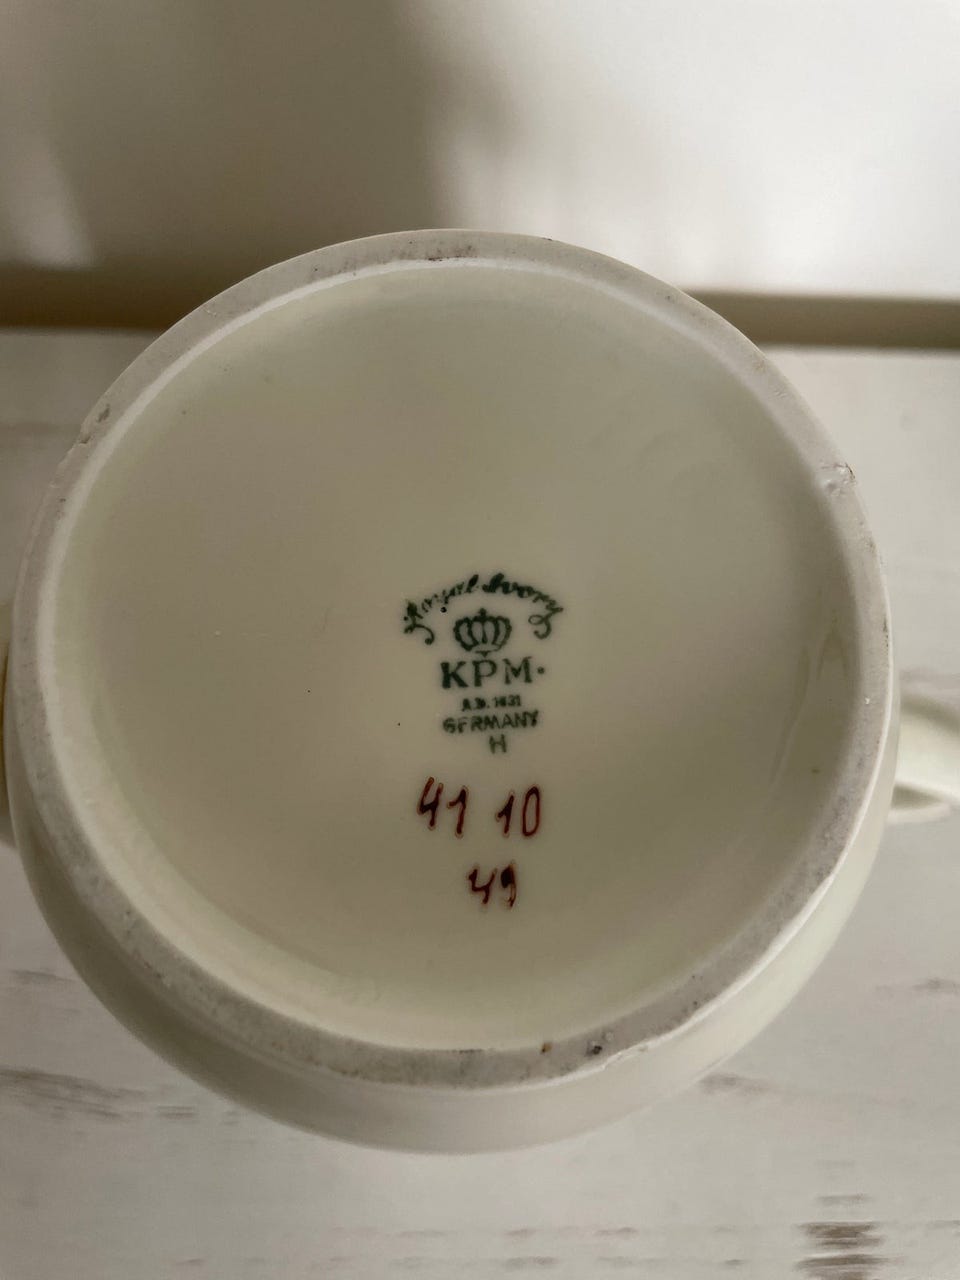 Royal Ivory
KPM.
A.D. 1831
GERMANY
H
41 10
49